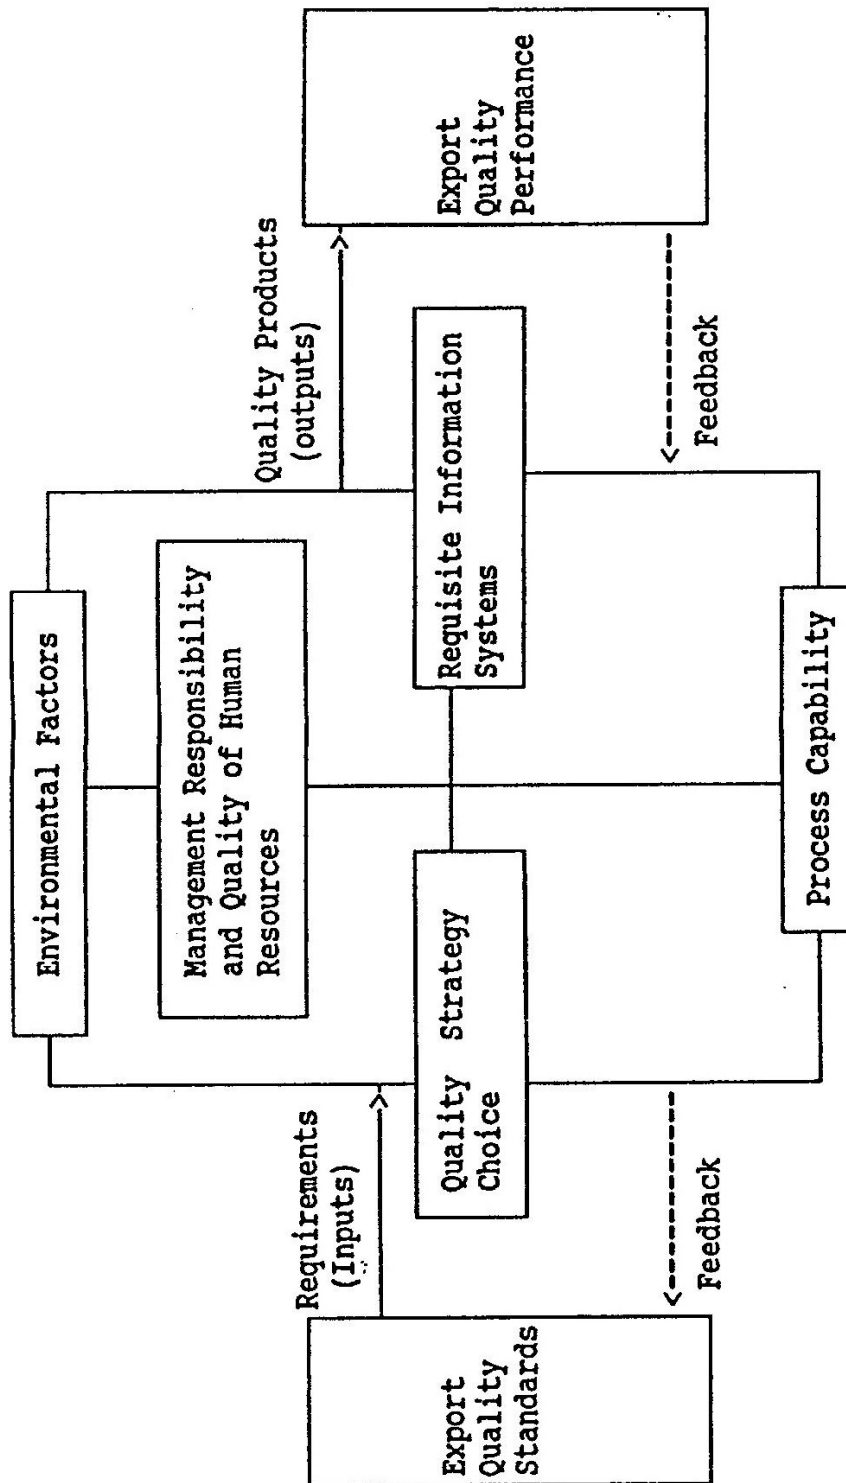 Environmental Factors
Management Responsibility
and Quality of Human
Resources
Requirements
(Inputs)
Quality Products
(outputs)
Export
Quality
Standards
Quality Strategy
Choice
Requisite Information
Systems
Export
Quality
Performance
Feedback
Feedback
Process Capability